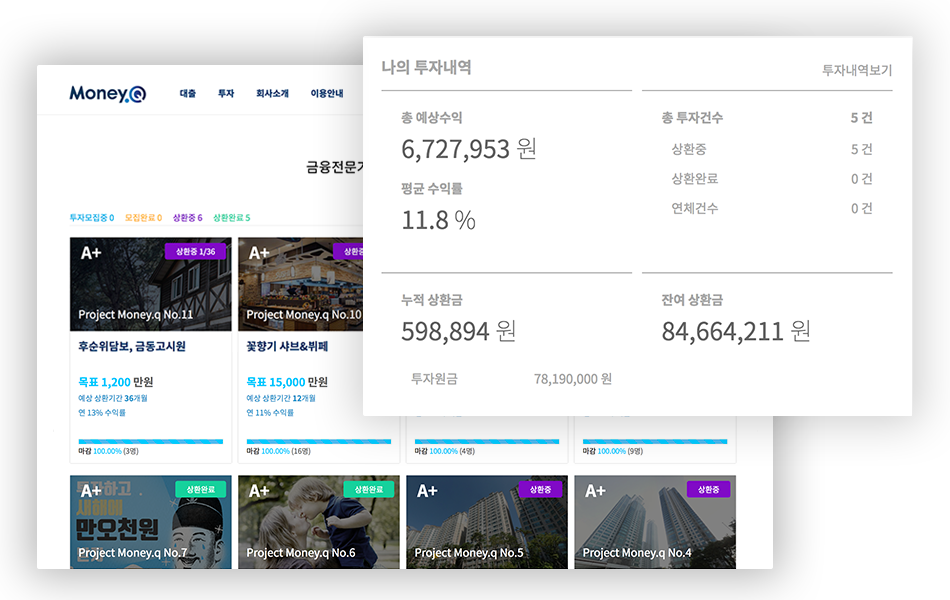 Money.Q
대출 투자 회사소개 이용안내
금융전문
투자모집중 0 모집완료 0 상환중 6 상환완료 5
A+ 상환중 1/36
Project Money.q No.11
후순위담보, 금동고시원
목표 1,200 만원
예상 상환기간 36개월
연 13% 수익률
마감 100.00% (3명)
A+
Project Money.q No.10
꽃향기 샤브&뷔페
목표 15,000 만원
예상 상환기간 12개월
연 11% 수익률
마감 100.00% (16명)
마감 100.00% (4명)
마감 100.00% (9명)
A+ 상환완료
만오천원
Project Money.q No.7
A+ 상환완료
Project Money.q No.6
A+ 상환중
Project Money.q No.5
A+ 상환중
Project Money.q No.4
나의 투자내역
투자내역보기
총 예상수익
6,727,953 원
평균 수익률
11.8 %
총 투자건수 5 건
상환중 5 건
상환완료 0 건
연체건수 0 건
누적 상환금
598,894 원
투자원금 78,190,000 원
잔여 상환금
84,664,211 원